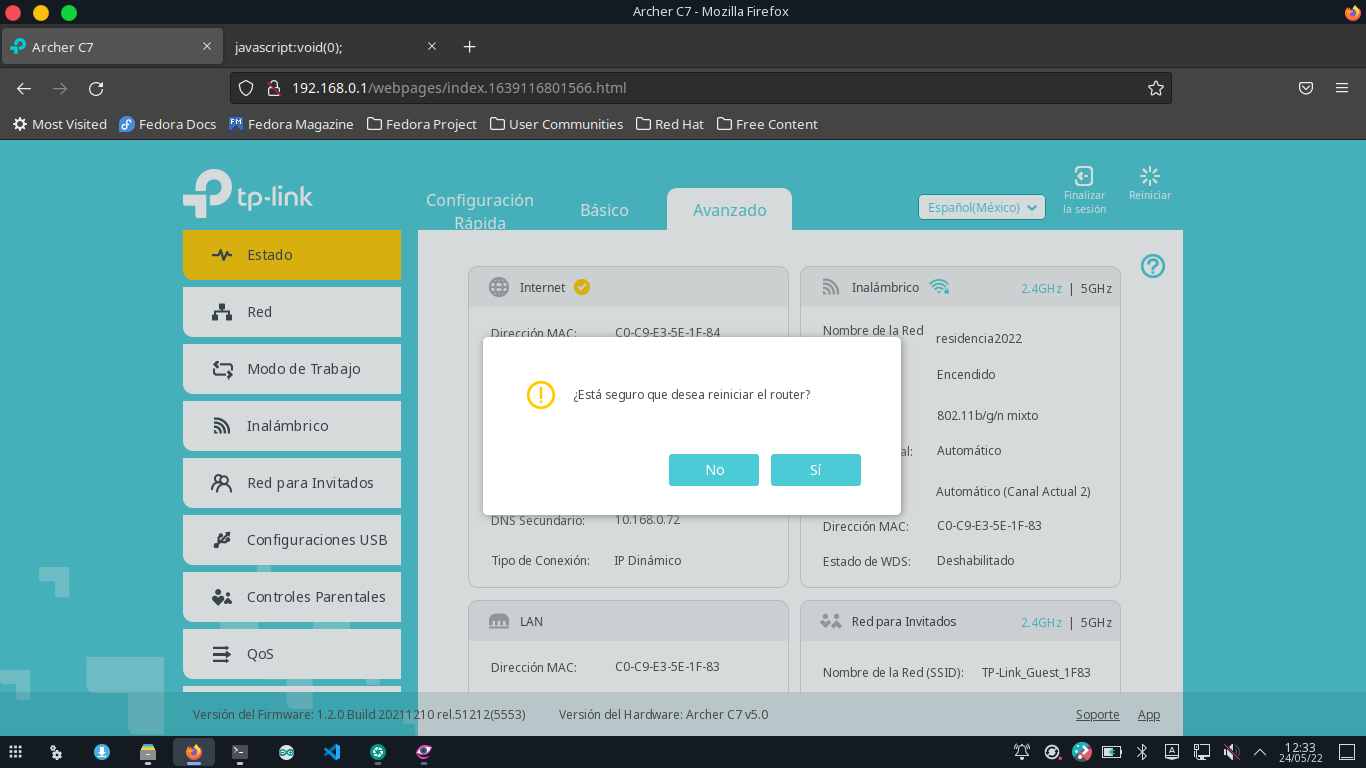 Archer C7 - Mozilla Firefox
Archer C7
javascript:void(0);
192.168.0.1/webpages/index.1639116801566.html
Most Visited
Fedora Docs
Fedora Magazine
Fedora Project
User Communities
Red Hat
Free Content
tp-link
Configuración
Rápida
Básico
Avanzado
Español(México)
Finalizar
la sesión
Reiniciar
Estado
Red
Modo de Trabajo
Inalámbrico
Red para Invitados
Configuraciones USB
Controles Parentales
QoS
Internet
Dirección MAC: C0-C9-E3-5E-1F-84
¿Está seguro que desea reiniciar el router?
No
Sí
DNS Secundario: 10.168.0.72
Tipo de Conexión: IP Dinámico
Inalámbrico
2.4GHz | 5GHz
Nombre de la Red
residencia2022
Encendido
802.11b/g/n mixto
al: Automático
Automático (Canal Actual 2)
Dirección MAC: C0-C9-E3-5E-1F-83
Estado de WDS: Deshabilitado
LAN
Dirección MAC: C0-C9-E3-5E-1F-83
Red para Invitados
2.4GHz | 5GHz
Nombre de la Red (SSID): TP-Link_Guest_1F83
Versión del Firmware: 1.2.0 Build 20211210 rel.51212(5553)
Versión del Hardware: Archer C7 v5.0
Soporte
App
12:33
24/05/22